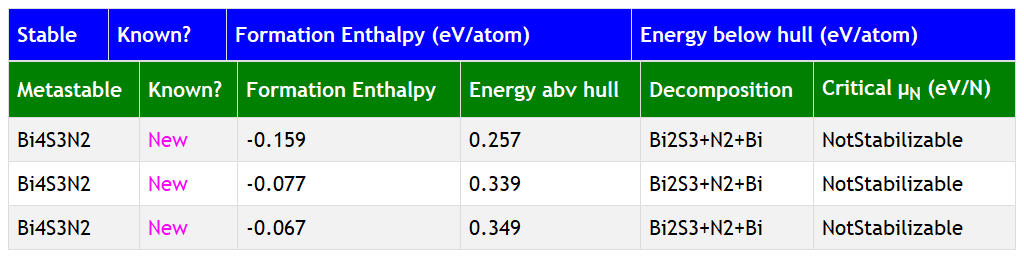 Stable Known? Formation Enthalpy (eV/atom) Energy below hull (eV/atom)
Metastable Known? Formation Enthalpy Energy abv hull Decomposition Critical μN (eV/N)
Bi4S3N2 New -0.159 0.257 Bi2S3+N2+Bi NotStabilizable
Bi4S3N2 New -0.077 0.339 Bi2S3+N2+Bi NotStabilizable
Bi4S3N2 New -0.067 0.349 Bi2S3+N2+Bi NotStabilizable